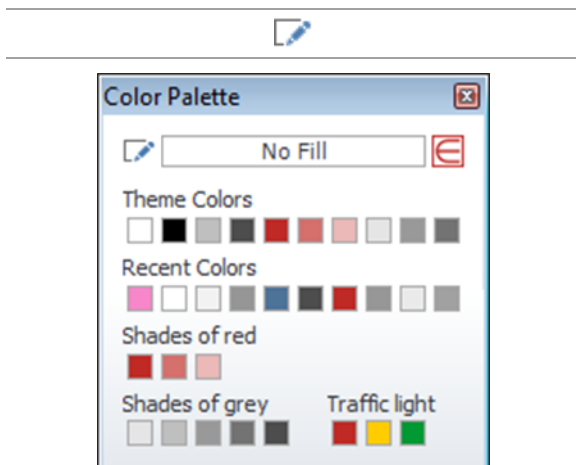 Color Palette
No Fill
Theme Colors
Recent Colors
Shades of red
Shades of grey Traffic light